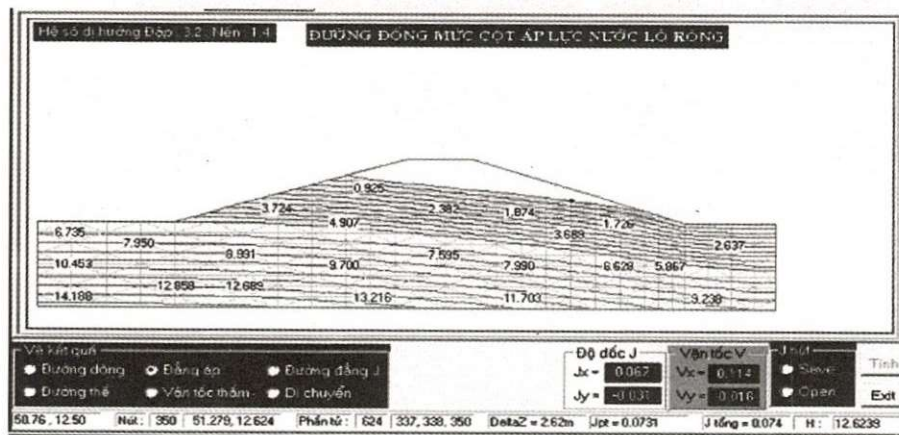 Hệ số dị hướng Đập : 3.2 Nền : 1.4
ĐƯỜNG ĐỒNG MỨC CỘT ÁP LỰC NƯỚC LỖ RỖNG
0.925
3.724
2.382
1.874
1.726
4.907
3.689
6.735
7.950
8.991
7.595
2.637
10.453
9.700
7.990
6.628
5.867
12.858
12.689
14.188
13.216
11.703
9.238
Vẽ kết quả
Đường dòng
Đẳng áp
Đường đẳng J
Đường thế
Vận tốc thấm
Di chuyển
Độ dốc J
Jx = 0.067
Jy = -0.031
Vận tốc V
Vx = 0.114
Vy = -0.016
J nút
Save
Open
Tính
Exit
50.76 , 12.50 Nút : 350 51.279, 12.624 Phần tử : 624 337, 338, 350 DeltaZ = 2.62m Jpt = 0.0731 J tổng = 0.074 H : 12.6239